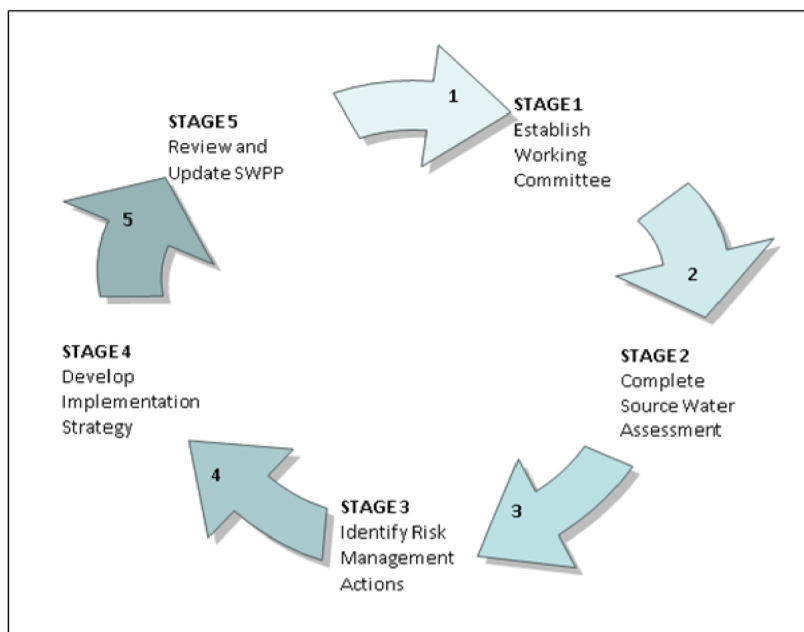 1
STAGE 1
Establish
Working
Committee
2
STAGE 2
Complete
Source Water
Assessment
3
STAGE 3
Identify Risk
Management
Actions
4
STAGE 4
Develop
Implementation
Strategy
5
STAGE 5
Review and
Update SWPP